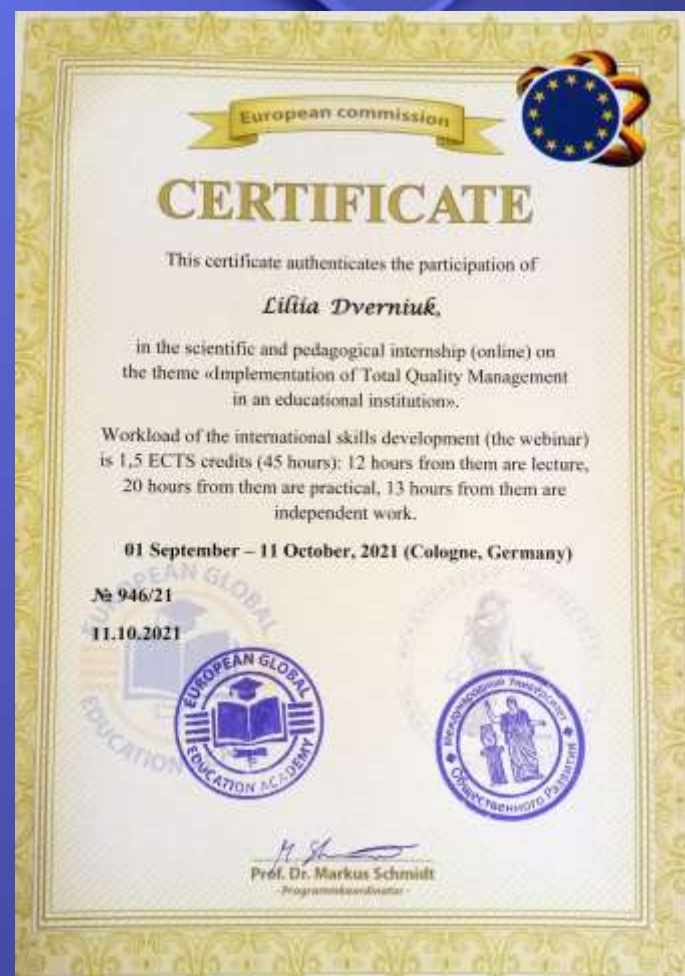 European commission
CERTIFICATE
This certificate authenticates the participation of
Liliia Dverniuk,
in the scientific and pedagogical internship (online) on
the theme «Implementation of Total Quality Management
in an educational institution».
Workload of the international skills development (the webinar)
is 1,5 ECTS credits (45 hours): 12 hours from them are lecture,
20 hours from them are practical, 13 hours from them are
independent work.
01 September – 11 October, 2021 (Cologne, Germany)
EUROPEAN GLOBAL
EDUCATION
№ 946/21
11.10.2021
EUROPEAN GLOBAL
EDUCATION ACADEMY
Международный Университет
Общественного Развития
Prof. Dr. Markus Schmidt
- Programmkoordinator -